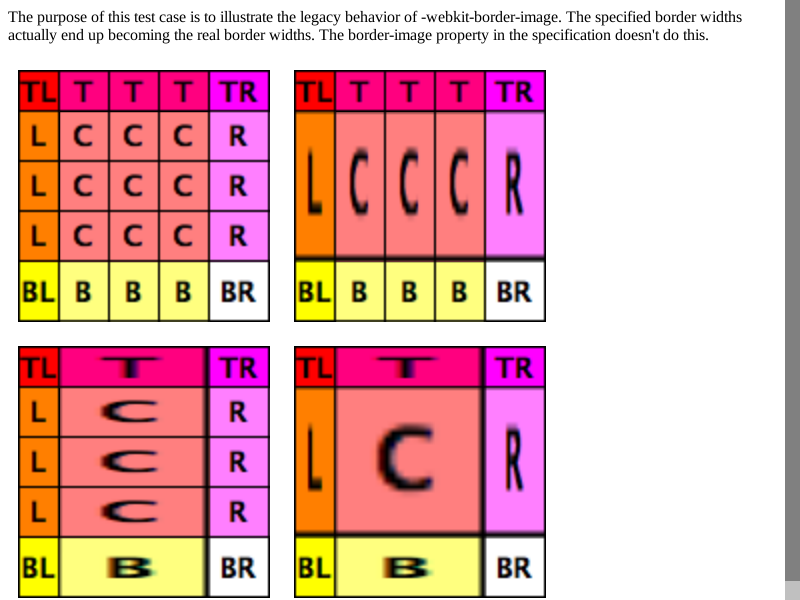 The purpose of this test case is to illustrate the legacy behavior of -webkit-border-image. The specified border widths
actually end up becoming the real border widths. The border-image property in the specification doesn't do this.
TL T T T TR TL T T T TR
L C C C R
L C C C R L C C C R
L C C C R
BL B B B BR BL B B B BR
TL T TR TL T TR
L C R
L C R L C R
L C R
BL B BR BL B BR